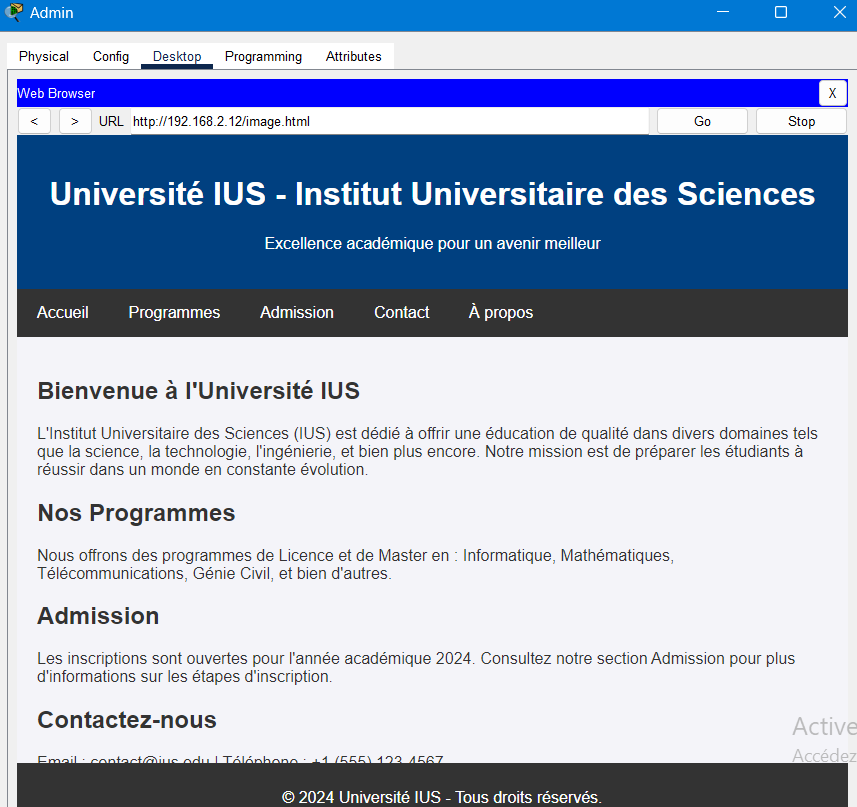 Admin
Physical Config Desktop Programming Attributes
Web Browser X
< > URL http://192.168.2.12/image.html Go Stop
Université IUS - Institut Universitaire des Sciences
Excellence académique pour un avenir meilleur
Accueil Programmes Admission Contact À propos
Bienvenue à l'Université IUS
L'Institut Universitaire des Sciences (IUS) est dédié à offrir une éducation de qualité dans divers domaines tels
que la science, la technologie, l'ingénierie, et bien plus encore. Notre mission est de préparer les étudiants à
réussir dans un monde en constante évolution.
Nos Programmes
Nous offrons des programmes de Licence et de Master en : Informatique, Mathématiques,
Télécommunications, Génie Civil, et bien d'autres.
Admission
Les inscriptions sont ouvertes pour l'année académique 2024. Consultez notre section Admission pour plus
d'informations sur les étapes d'inscription.
Contactez-nous
Active
Accédez
Email : contact@ius.edu | Téléphone : +1 (555) 123-4567
© 2024 Université IUS - Tous droits réservés.